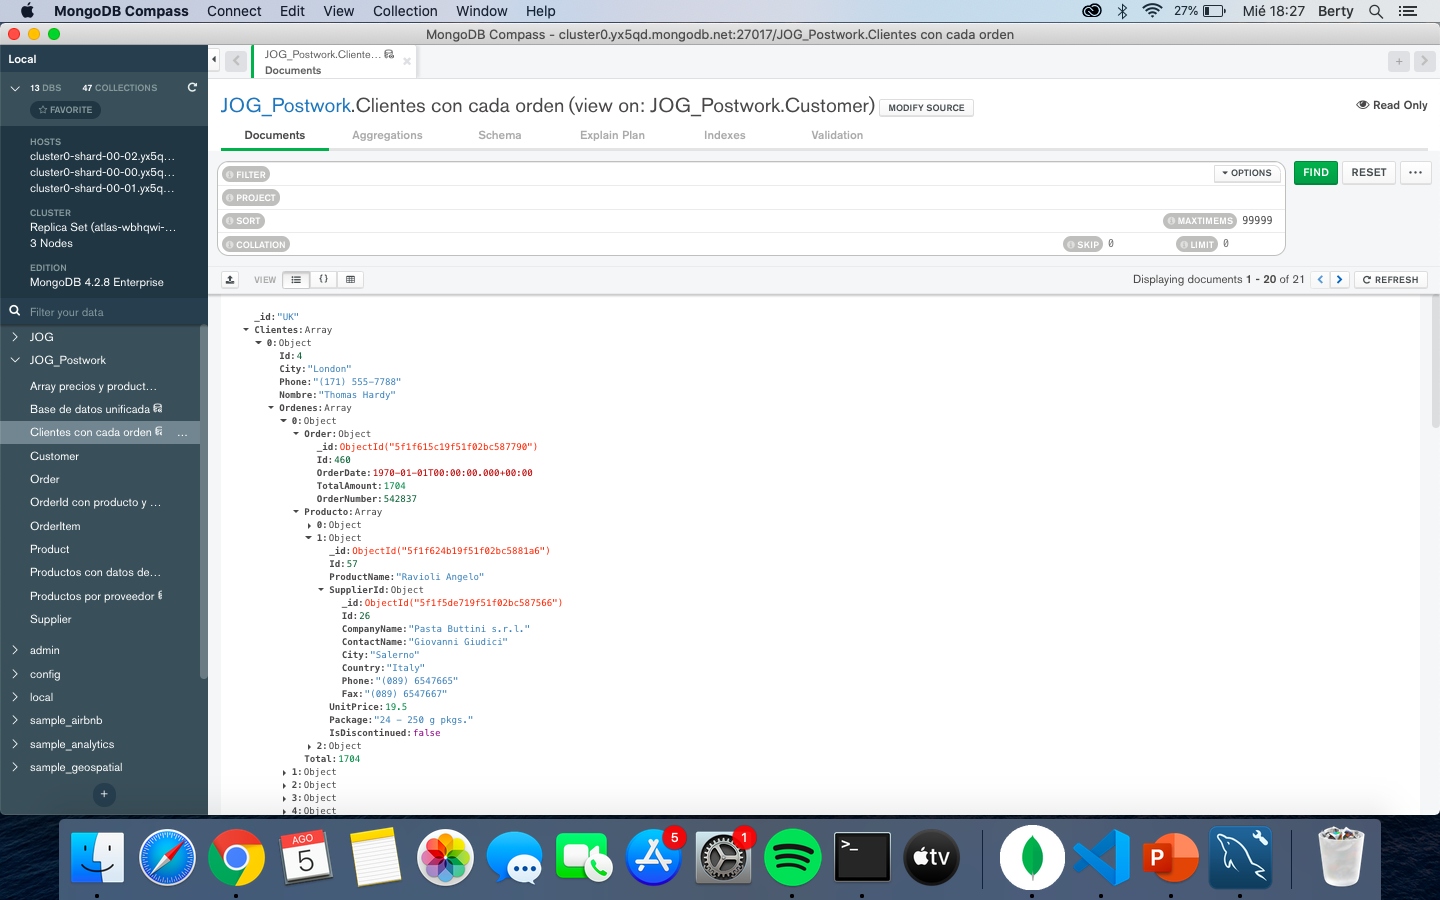 MongoDB Compass Connect Edit View Collection Window Help 27% Mié 18:27 Berty
MongoDB Compass - cluster0.yx5qd.mongodb.net:27017/JOG_Postwork.Clientes con cada orden
Local
13 DBS 47 COLLECTIONS
FAVORITE
HOSTS
cluster0-shard-00-02.yx5q...
cluster0-shard-00-00.yx5q...
cluster0-shard-00-01.yx5q...
CLUSTER
Replica Set (atlas-wbhqwi-...
3 Nodes
EDITION
MongoDB 4.2.8 Enterprise
Filter your data
JOG
JOG_Postwork
Array precios y product...
Base de datos unificada
Clientes con cada orden ...
Customer
Order
OrderId con producto y ...
OrderItem
Product
Productos con datos de...
Productos por proveedor
Supplier
admin
config
local
sample_airbnb
sample_analytics
sample_geospatial
+
JOG_Postwork.Cliente...
Documents
JOG_Postwork.Clientes con cada orden (view on: JOG_Postwork.Customer) MODIFY SOURCE Read Only
Documents Aggregations Schema Explain Plan Indexes Validation
FILTER OPTIONS FIND RESET ...
PROJECT
SORT MAXTIMEMS 99999
COLLATION SKIP 0 LIMIT 0
VIEW {} Displaying documents 1 - 20 of 21 REFRESH
_id:"UK"
Clientes:Array
0:Object
Id:4
City:"London"
Phone:"(171) 555-7788"
Nombre:"Thomas Hardy"
Ordenes:Array
0:Object
Order:Object
_id:ObjectId("5f1f615c19f51f02bc587790")
Id:460
OrderDate:1970-01-01T00:00:00.000+00:00
TotalAmount:1704
OrderNumber:542837
Producto:Array
0:Object
1:Object
_id:ObjectId("5f1f624b19f51f02bc5881a6")
Id:57
ProductName:"Ravioli Angelo"
SupplierId:Object
_id:ObjectId("5f1f5de719f51f02bc587566")
Id:26
CompanyName:"Pasta Buttini s.r.l."
ContactName:"Giovanni Giudici"
City:"Salerno"
Country:"Italy"
Phone:"(089) 6547665"
Fax:"(089) 6547667"
UnitPrice:19.5
Package:"24 - 250 g pkgs."
IsDiscontinued:false
2:Object
Total:1704
1:Object
2:Object
3:Object
4:Object
AGO
5
5
1
>_
tv
P